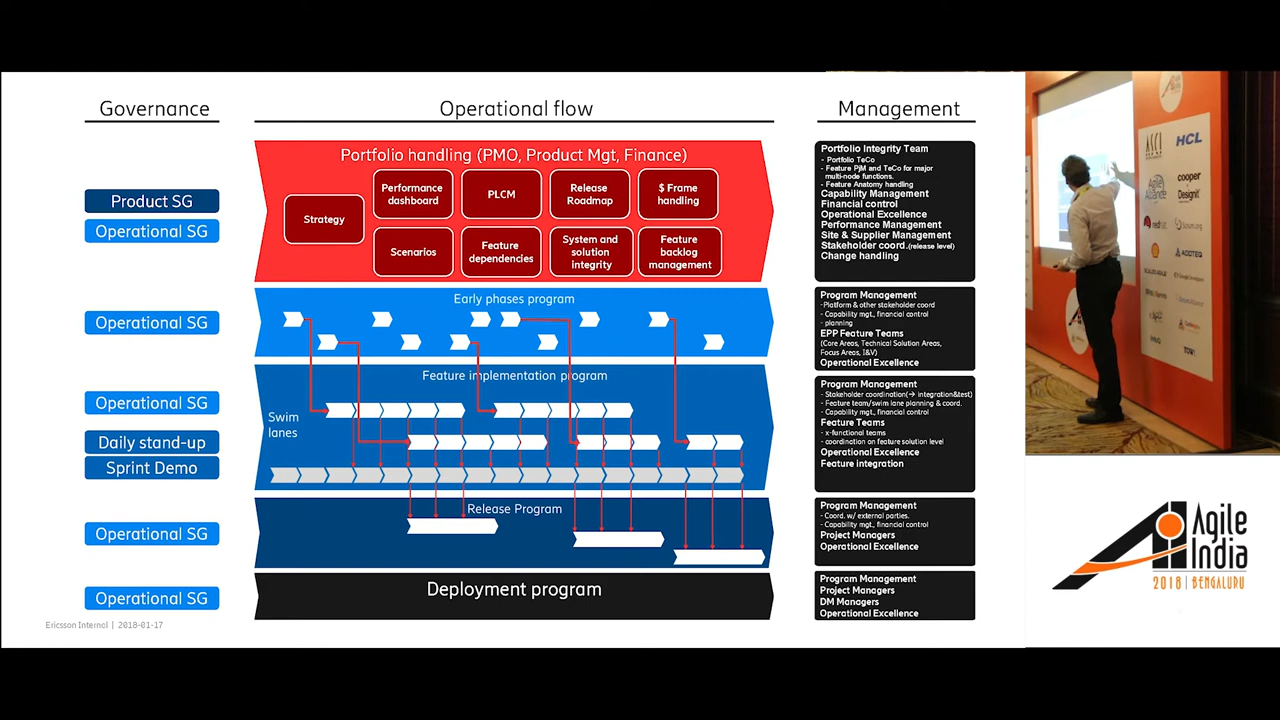 Governance
Operational flow
Management
Product SG
Operational SG
Operational SG
Operational SG
Daily stand-up
Sprint Demo
Operational SG
Operational SG
Portfolio handling (PMO, Product Mgt, Finance)
Strategy
Performance
dashboard
PLCM
Release
Roadmap
$ Frame
handling
Scenarios
Feature
dependencies
System and
solution
integrity
Feature
backlog
management
Early phases program
Feature implementation program
Swim
lanes
Release Program
Deployment program
Portfolio Integrity Team
- Portfolio TeCo
- Feature PjM and TeCo for major
multi-node functions.
- Feature Anatomy handling
Capability Management
Financial control
Operational Excellence
Performance Management
Site & Supplier Management
Stakeholder coord.(release level)
Change handling
Program Management
- Platform & other stakeholder coord
- Capability mgt., financial control
- planning
EPP Feature Teams
(Core Areas, Technical Solution Areas,
Focus Areas, I&V)
Operational Excellence
Program Management
- Stakeholder coordination(→ integration&test)
- Feature team/swim lane planning & coord.
- Capability mgt., financial control
Feature Teams
- x-functional teams
- coordination on feature solution level
Operational Excellence
Feature integration
Program Management
- Coord. w/ external parties.
- Capability mgt., financial control
Project Managers
Operational Excellence
Program Management
Project Managers
DM Managers
Operational Excellence
Ericsson Internal | 2018-01-17
HCL
Agile
Alliance
cooper
Designit
redhat
Scrum.org
ADDTEQ
Agile
India
2018 | BENGALURU